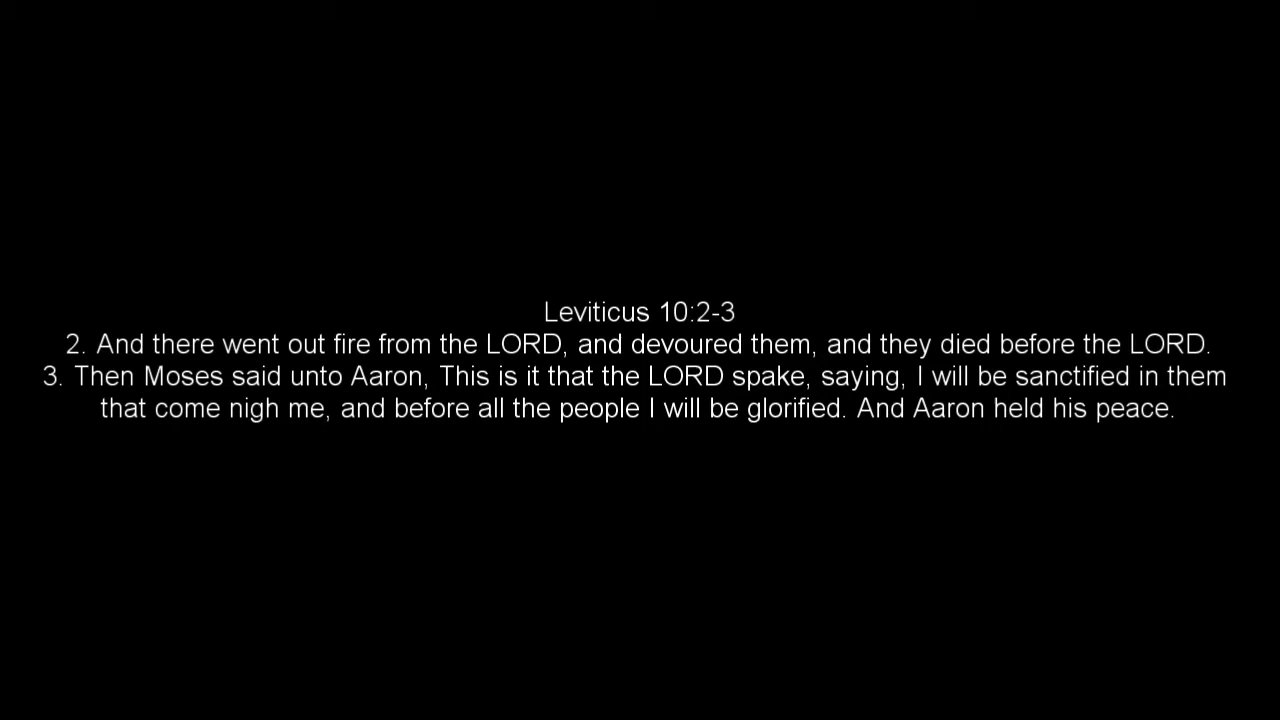 Leviticus 10:2-3
2. And there went out fire from the LORD, and devoured them, and they died before the LORD.
3. Then Moses said unto Aaron, This is it that the LORD spake, saying, I will be sanctified in them
that come nigh me, and before all the people I will be glorified. And Aaron held his peace.